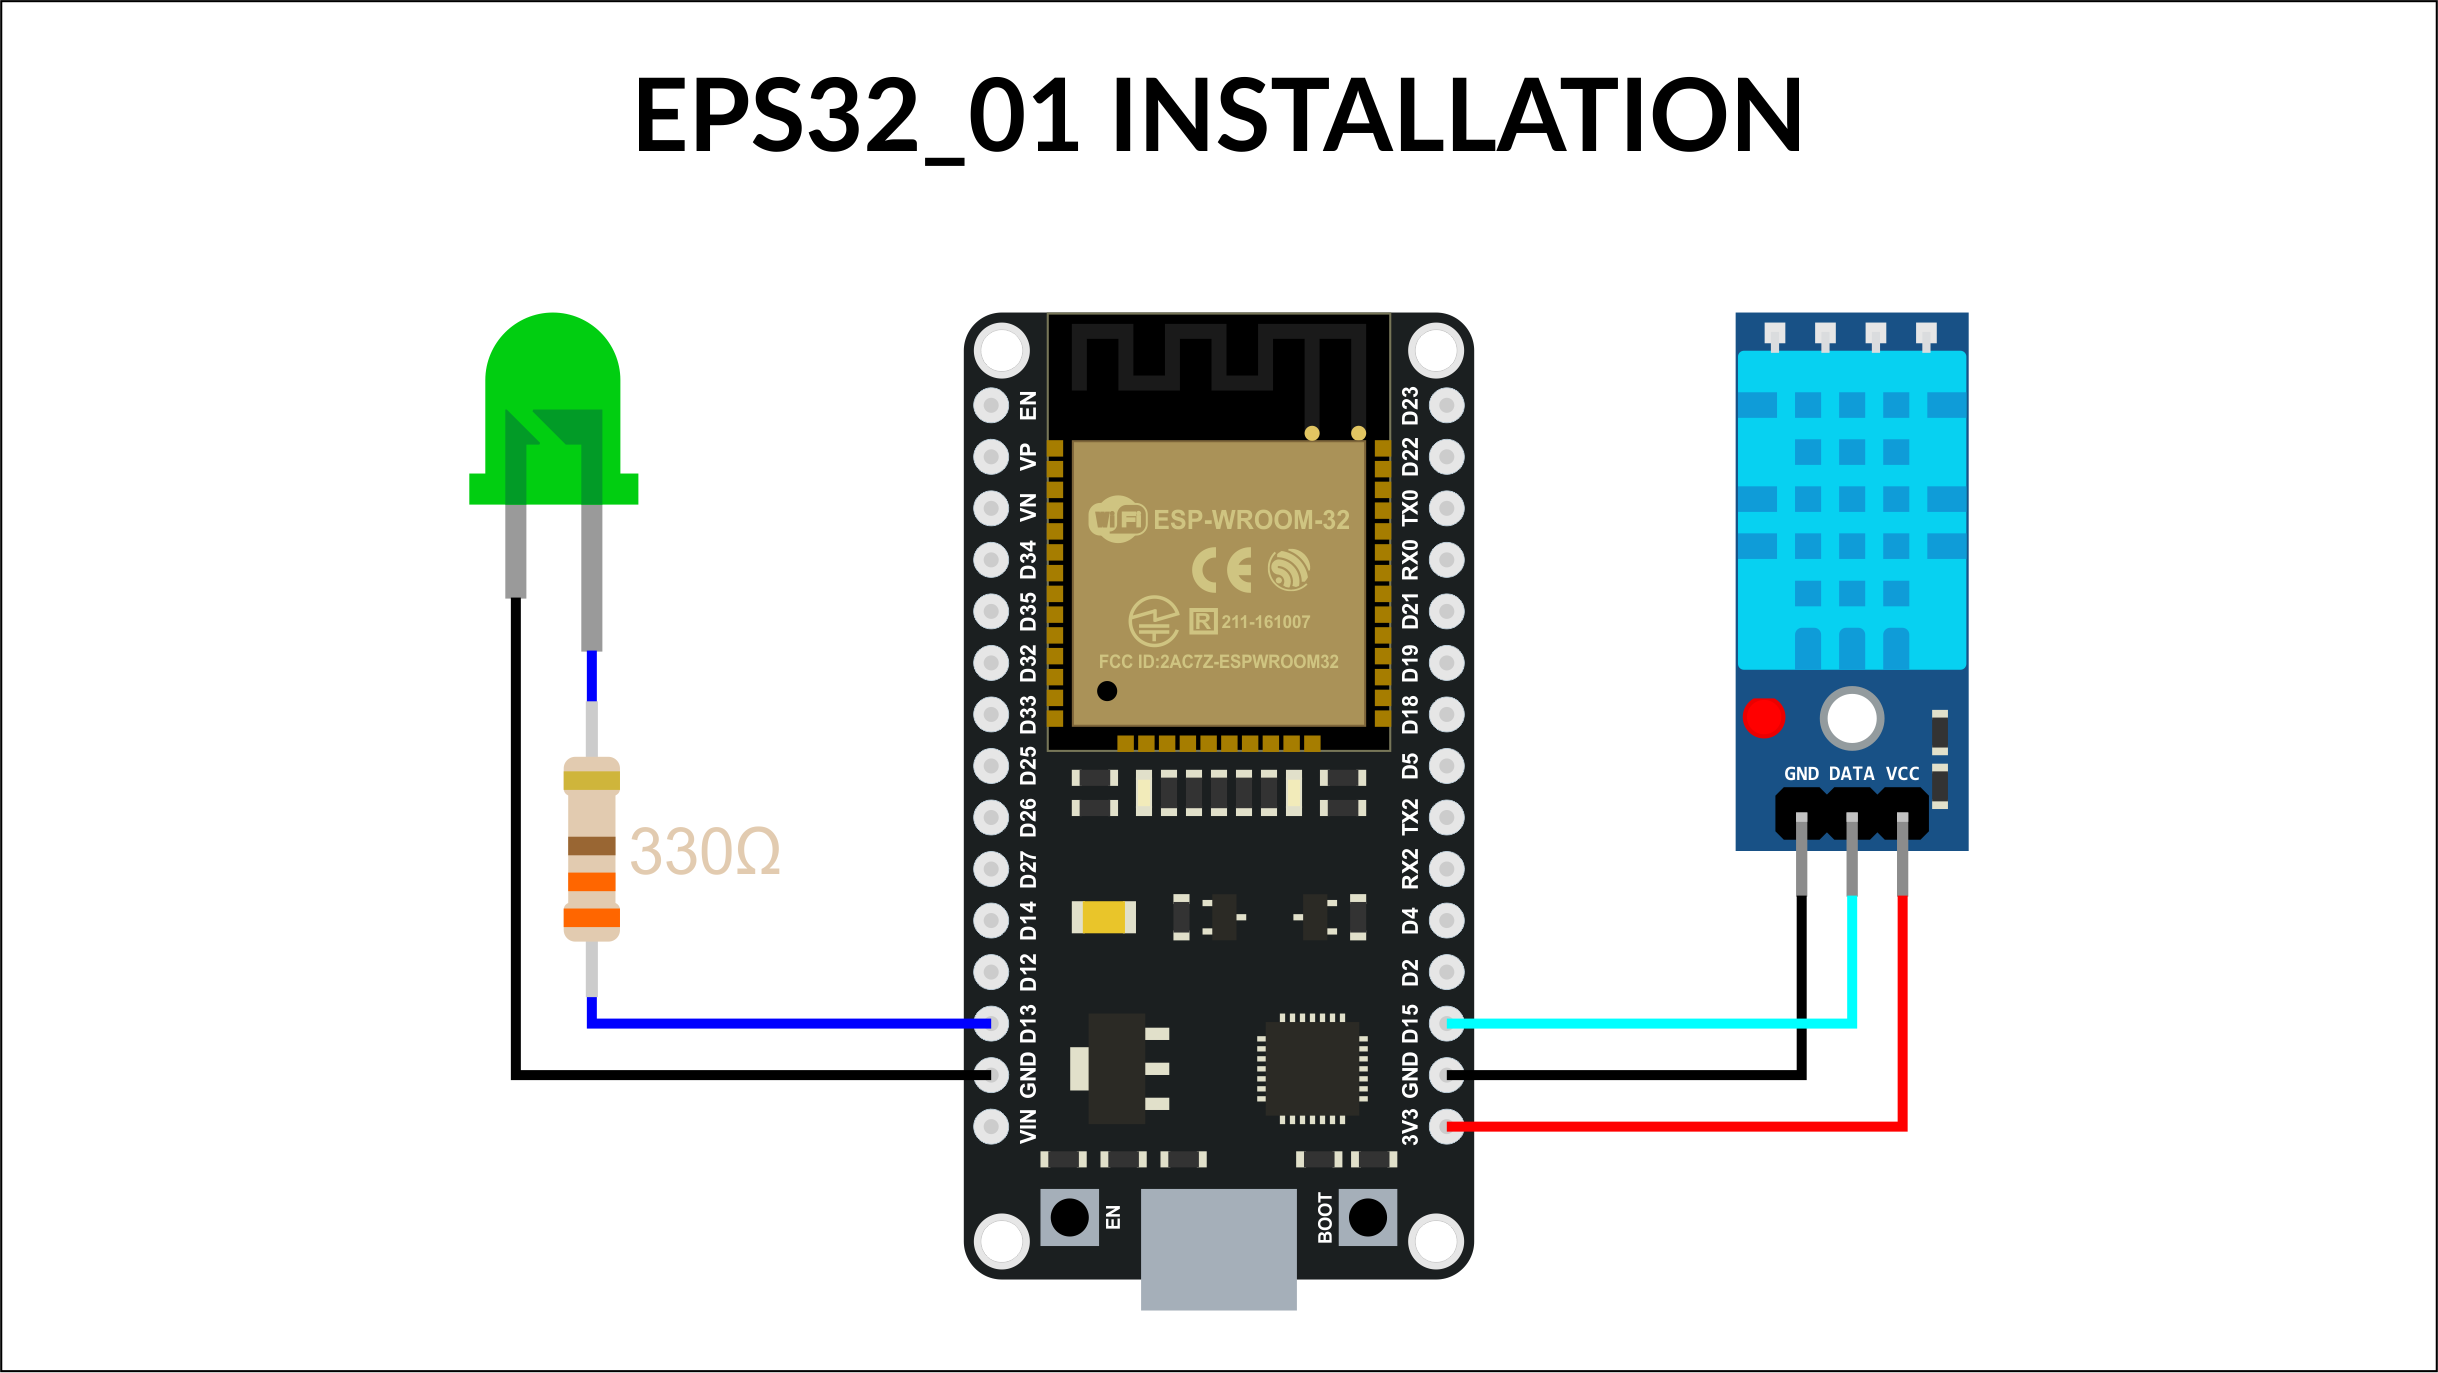 EPS32_01 INSTALLATION
EN
VP
VN
D34
D35
D32
D33
D25
D26
D27
D14
D12
D13
GND
VIN
WiFi ESP-WROOM-32
CE
R 211-161007
FCC ID:2AC7Z-ESPWROOM32
D23
D22
TX0
RX0
D21
D19
D18
D5
TX2
RX2
D4
D2
D15
GND
3V3
EN
BOOT
330Ω
GND DATA VCC